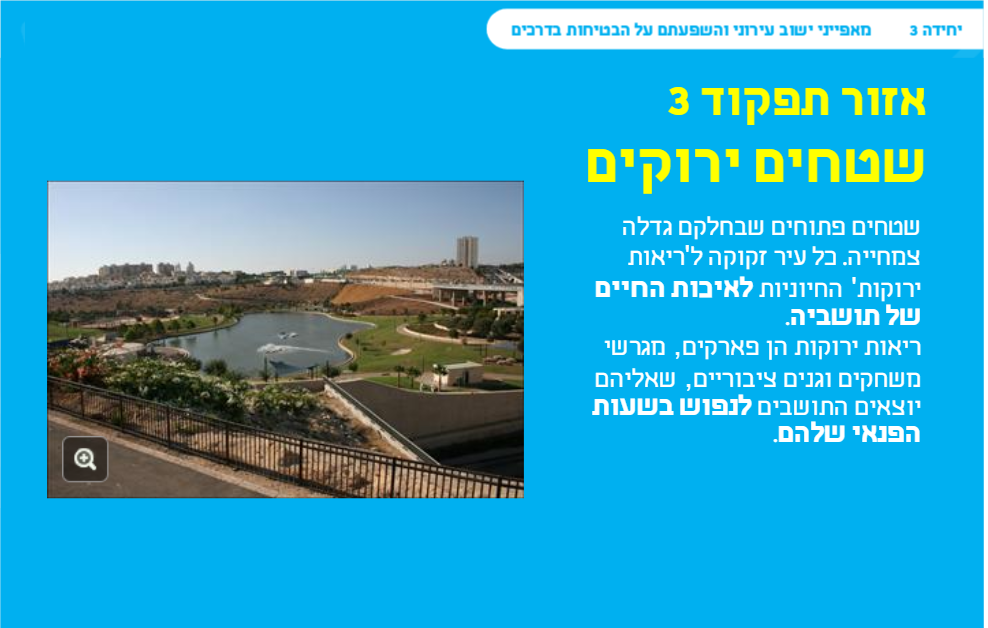 יחידה 3 מאפייני ישוב עירוני והשפעתם על הבטיחות בדרכים
אזור תפקוד 3
שטחים ירוקים
שטחים פתוחים שבחלקם גדלה
צמחייה. כל עיר זקוקה ל'ריאות
ירוקות' החיוניות לאיכות החיים
של תושביה.
ריאות ירוקות הן פארקים, מגרשי
משחקים וגנים ציבוריים, שאליהם
יוצאים התושבים לנפוש בשעות
הפנאי שלהם.